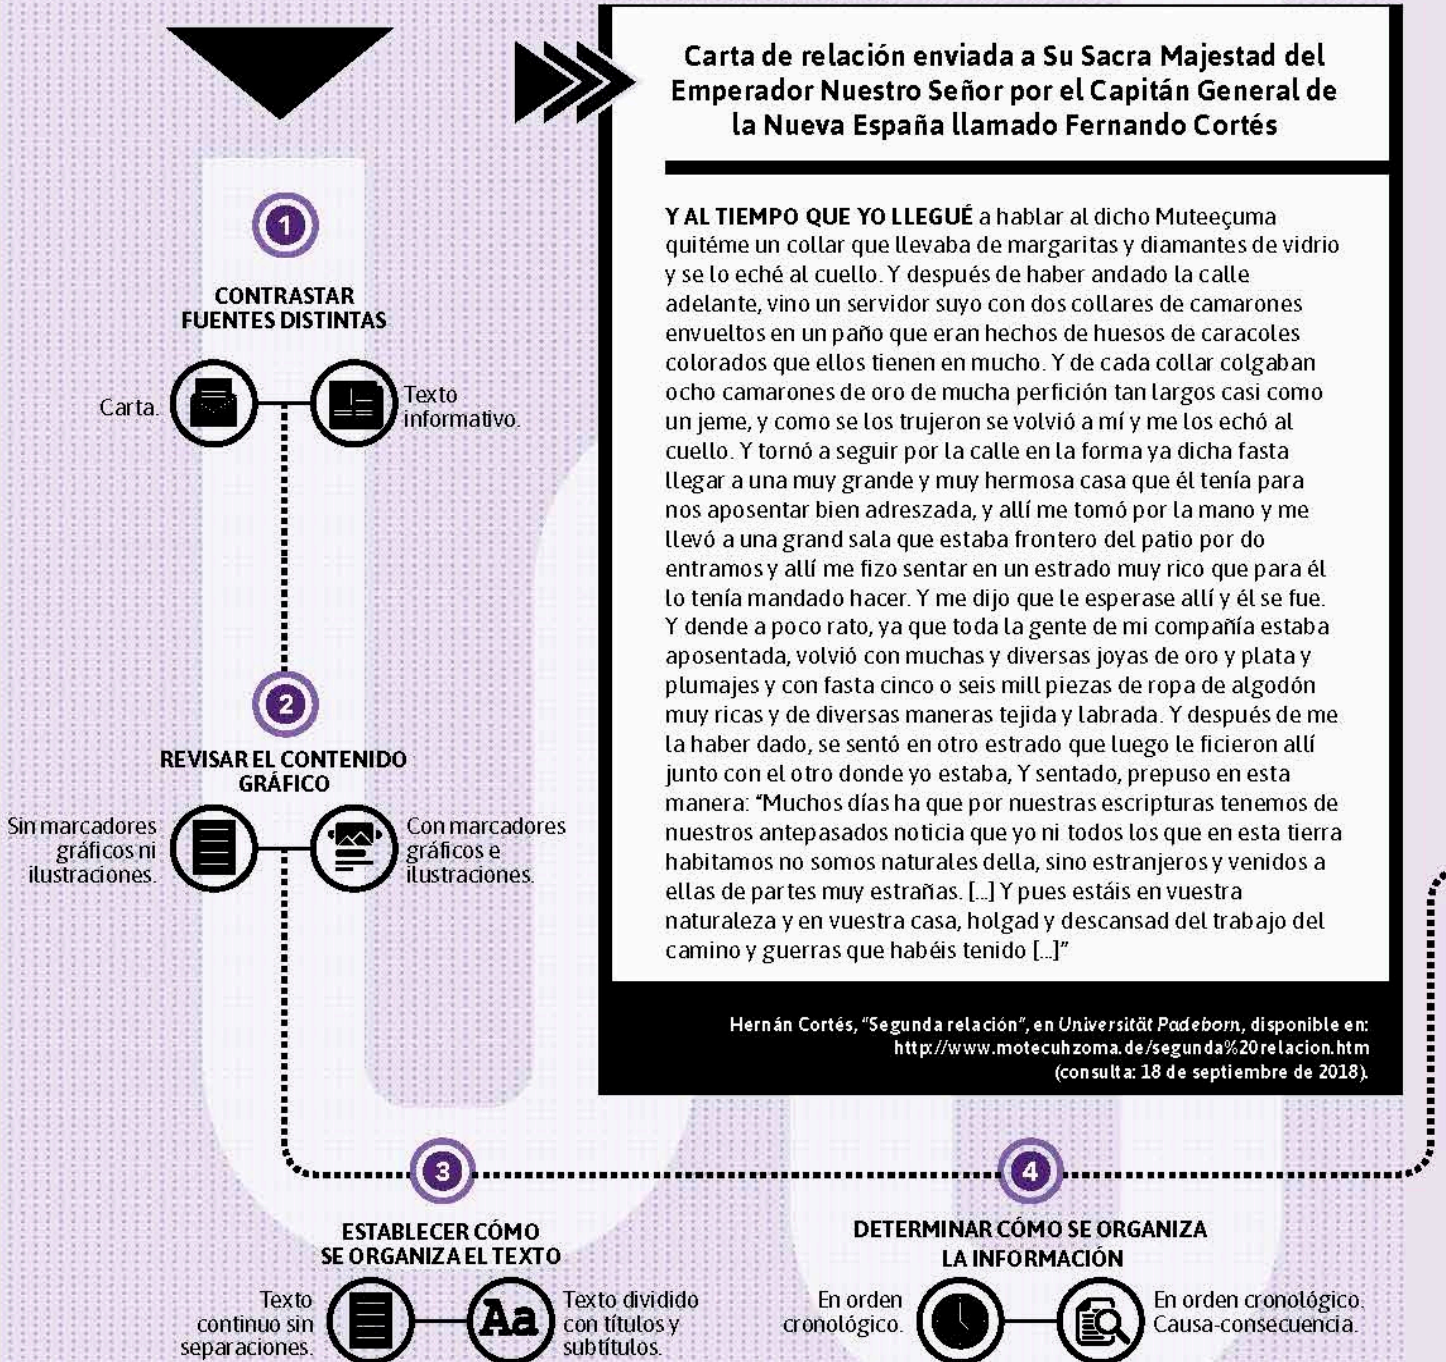 Carta de relación enviada a Su Sacra Majestad del
Emperador Nuestro Señor por el Capitán General de
la Nueva España llamado Fernando Cortés
Y AL TIEMPO QUE YO LLEGUÉ a hablar al dicho Muteeçuma
quitéme un collar que llevaba de margaritas y diamantes de vidrio
y se lo eché al cuello. Y después de haber andado la calle
adelante, vino un servidor suyo con dos collares de camarones
envueltos en un paño que eran hechos de huesos de caracoles
colorados que ellos tienen en mucho. Y de cada collar colgaban
ocho camarones de oro de mucha perfición tan largos casi como
un jeme, y como se los trujeron se volvió a mí y me los echó al
cuello. Y tornó a seguir por la calle en la forma ya dicha fasta
llegar a una muy grande y muy hermosa casa que él tenía para
nos aposentar bien adreszada, y allí me tomó por la mano y me
llevó a una grand sala que estaba frontero del patio por do
entramos y allí me fizo sentar en un estrado muy rico que para él
lo tenía mandado hacer. Y me dijo que le esperase allí y él se fue.
Y dende a poco rato, ya que toda la gente de mi compañía estaba
aposentada, volvió con muchas y diversas joyas de oro y plata y
plumajes y con fasta cinco o seis mill piezas de ropa de algodón
muy ricas y de diversas maneras tejida y labrada. Y después de me
la haber dado, se sentó en otro estrado que luego le ficieron allí
junto con el otro donde yo estaba, Y sentado, prepuso en esta
manera: “Muchos días ha que por nuestras escripturas tenemos de
nuestros antepasados noticia que yo ni todos los que en esta tierra
habitamos no somos naturales della, sino estranjeros y venidos a
ellas de partes muy estrañas. [...] Y pues estáis en vuestra
naturaleza y en vuestra casa, holgad y descansad del trabajo del
camino y guerras que habéis tenido [...]”
Hernán Cortés, “Segunda relación”, en Universität Padeborn, disponible en:
http://www.motecuhzoma.de/segunda%20relacion.htm
(consulta: 18 de septiembre de 2018).
1
CONTRASTAR
FUENTES DISTINTAS
Carta.
Texto
informativo.
2
REVISAR EL CONTENIDO
GRÁFICO
Sin marcadores
gráficos ni
ilustraciones.
Con marcadores
gráficos e
ilustraciones.
3
ESTABLECER CÓMO
SE ORGANIZA EL TEXTO
Texto
continuo sin
separaciones.
Aa
Texto dividido
con títulos y
subtítulos.
4
DETERMINAR CÓMO SE ORGANIZA
LA INFORMACIÓN
En orden
cronológico.
En orden cronológico.
Causa-consecuencia.